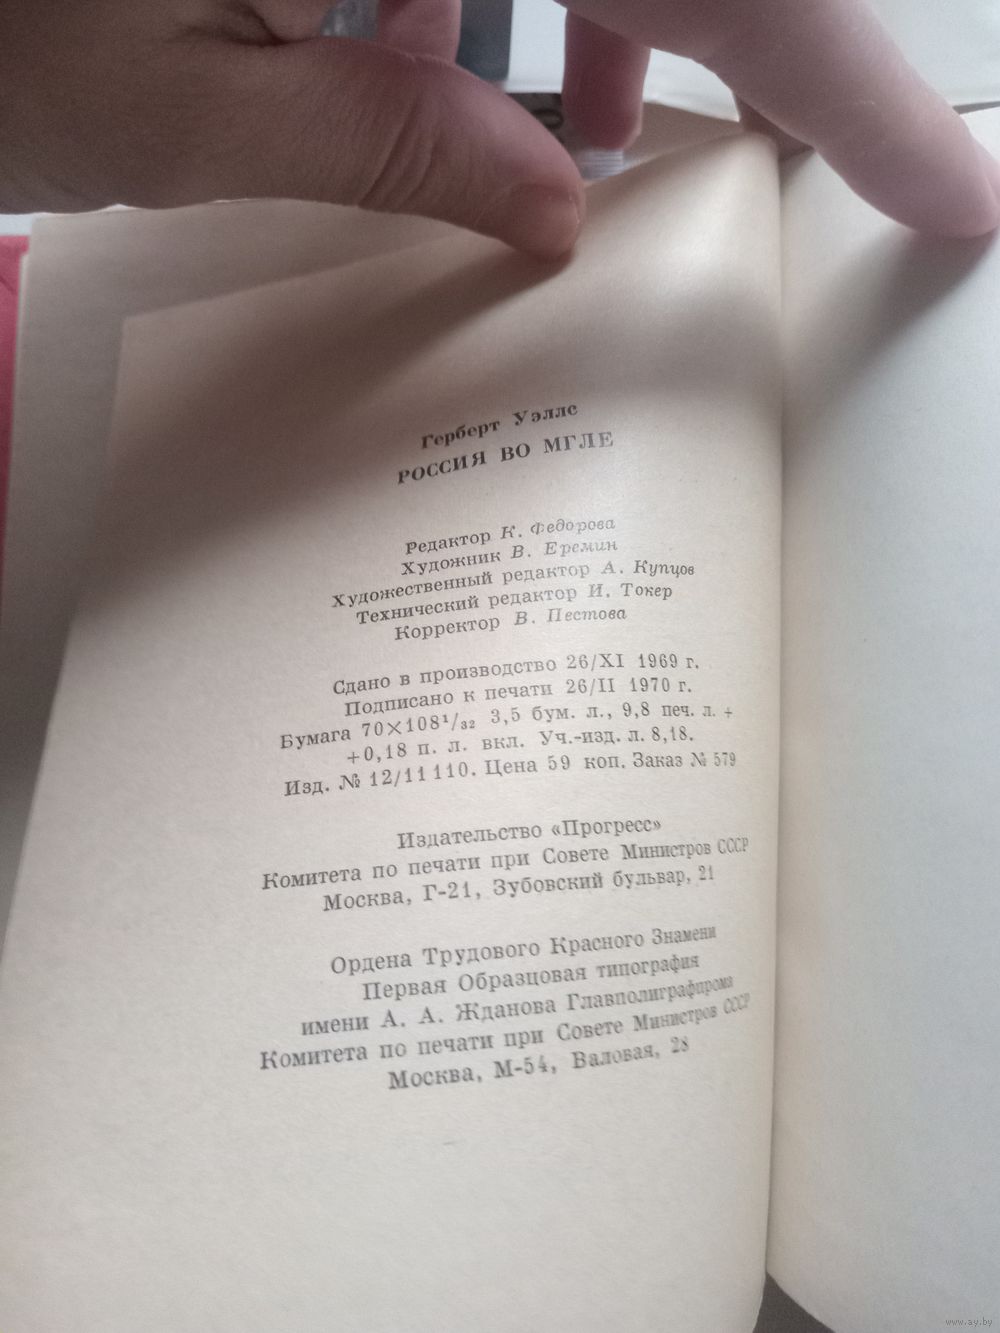 Герберт Уэллс
РОССИЯ ВО МГЛЕ
Редактор К. Федорова
Художник В. Еремин
Художественный редактор А. Купцов
Технический редактор И. Токер
Корректор В. Пестова
Сдано в производство 26/XI 1969 г.
Подписано к печати 26/II 1970 г.
Бумага 70×108¹/₃₂ 3,5 бум. л., 9,8 печ. л. +
+0,18 п. л. вкл. Уч.-изд. л. 8,18.
Изд. № 12/11110. Цена 59 коп. Заказ № 579
Издательство «Прогресс»
Комитета по печати при Совете Министров СССР
Москва, Г-21, Зубовский бульвар, 21
Ордена Трудового Красного Знамени
Первая Образцовая типография
имени А. А. Жданова Главполиграфпрома
Комитета по печати при Совете Министров СССР
Москва, М-54, Валовая, 28
www.ay.by